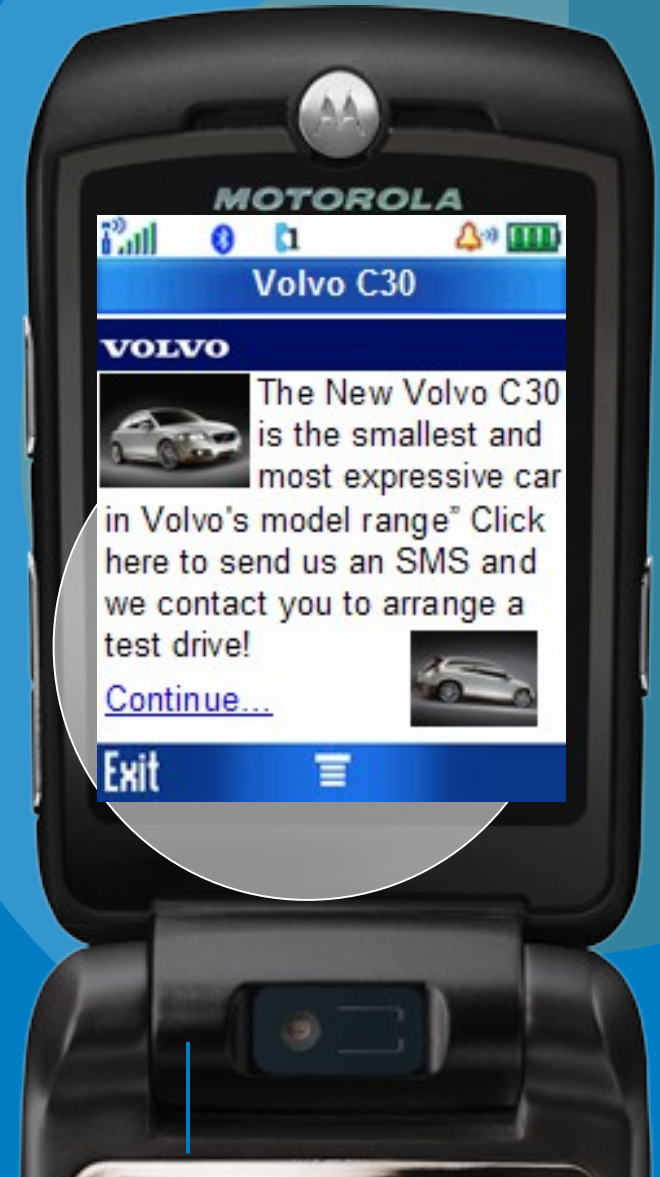 MOTOROLA
1
Volvo C30
VOLVO
The New Volvo C30
is the smallest and
most expressive car
in Volvo's model range” Click
here to send us an SMS and
we contact you to arrange a
test drive!
Continue...
Exit